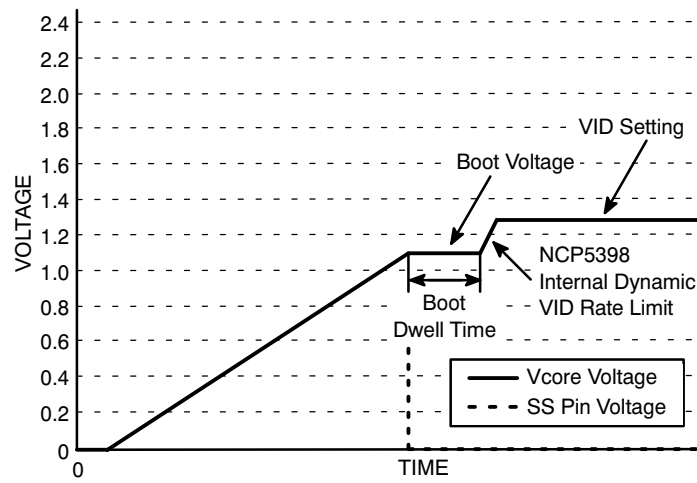 2.4
2.2
2.0
1.8
1.6
1.4
1.2
1.0
0.8
0.6
0.4
0.2
0
VOLTAGE
VID Setting
Boot Voltage
NCP5398
Internal Dynamic
VID Rate Limit
Boot
Dwell Time
Vcore Voltage
SS Pin Voltage
0
TIME